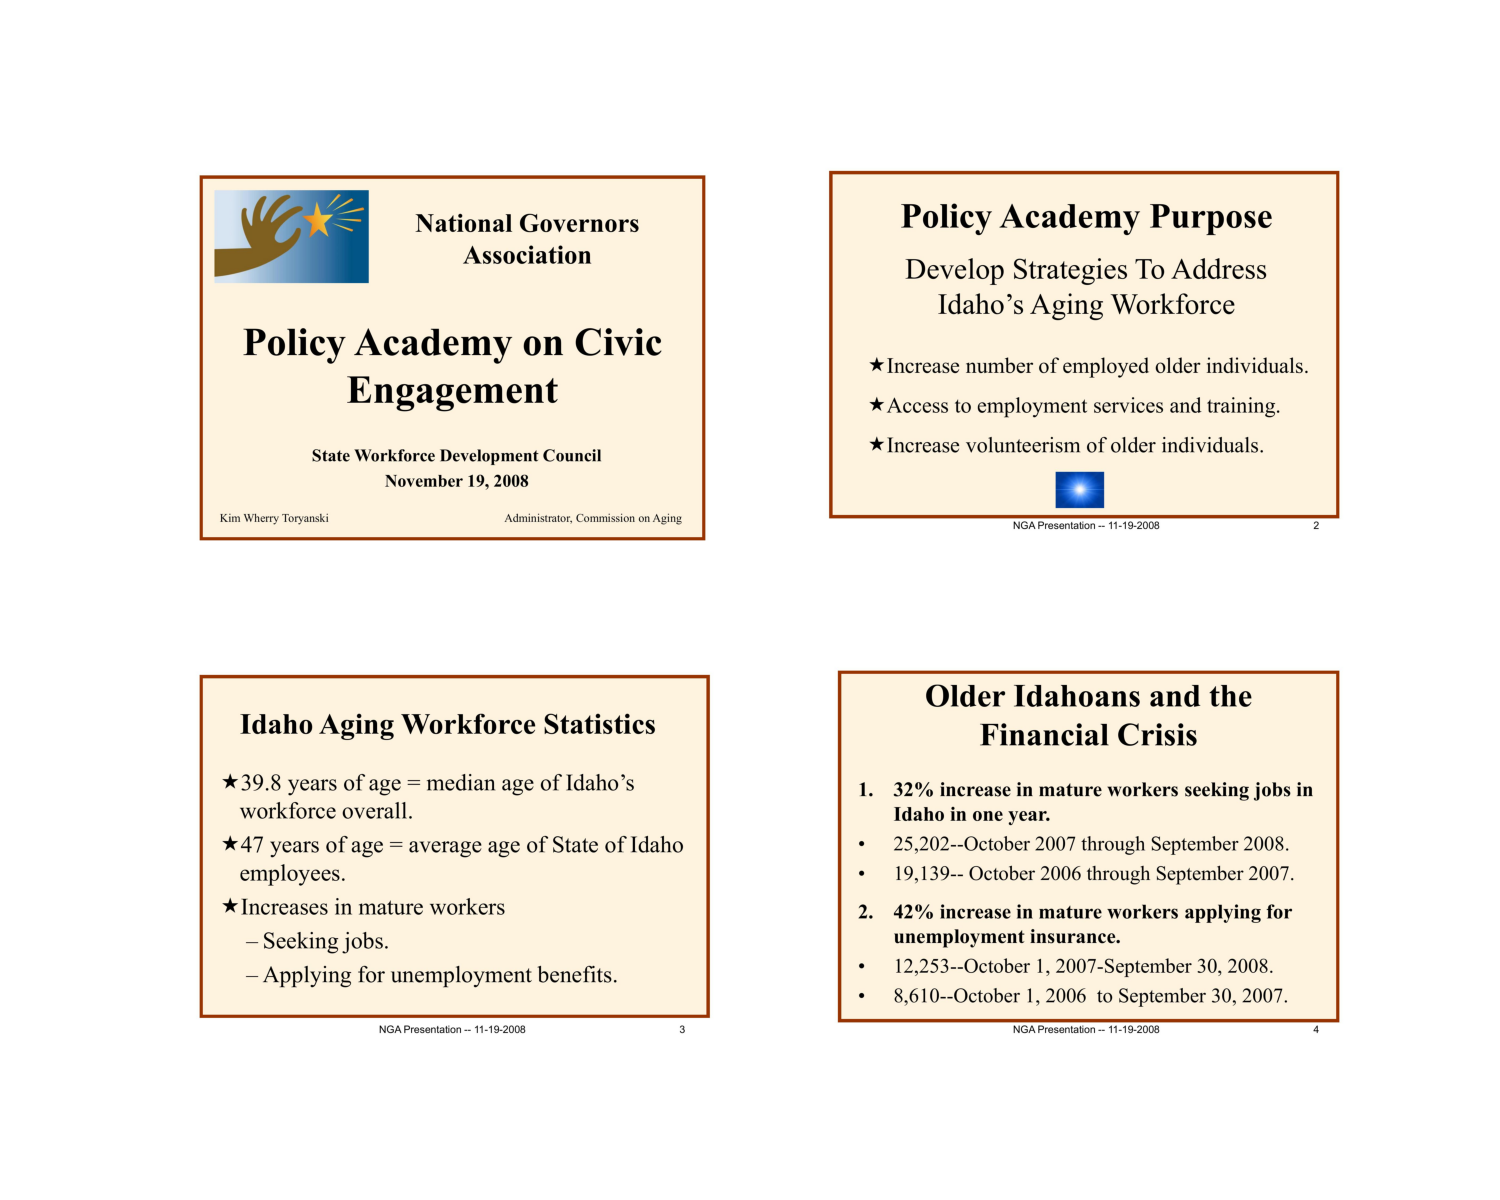 National Governors
Association
Policy Academy on Civic
Engagement
State Workforce Development Council
November 19, 2008
Kim Wherry Toryanski Administrator, Commission on Aging
Policy Academy Purpose
Develop Strategies To Address
Idaho’s Aging Workforce
★Increase number of employed older individuals.
★Access to employment services and training.
★Increase volunteerism of older individuals.
NGA Presentation -- 11-19-2008 2
Idaho Aging Workforce Statistics
★39.8 years of age = median age of Idaho’s
workforce overall.
★47 years of age = average age of State of Idaho
employees.
★Increases in mature workers
– Seeking jobs.
– Applying for unemployment benefits.
NGA Presentation -- 11-19-2008 3
Older Idahoans and the
Financial Crisis
1. 32% increase in mature workers seeking jobs in
Idaho in one year.
• 25,202--October 2007 through September 2008.
• 19,139-- October 2006 through September 2007.
2. 42% increase in mature workers applying for
unemployment insurance.
• 12,253--October 1, 2007-September 30, 2008.
• 8,610--October 1, 2006 to September 30, 2007.
NGA Presentation -- 11-19-2008 4